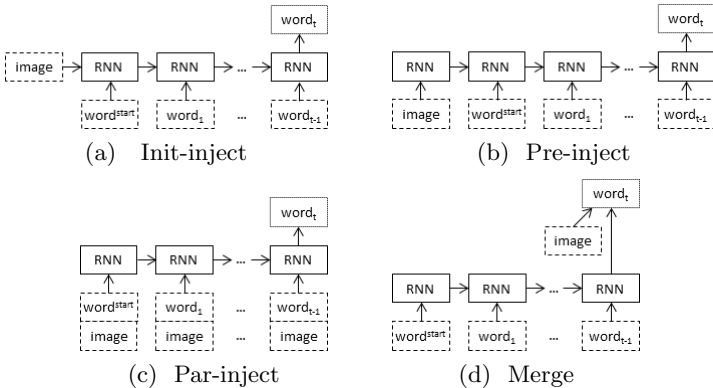 word_t
image RNN RNN ... RNN
word^start word_1 ... word_t-1
(a) Init-inject
word_t
RNN RNN RNN ... RNN
image word^start word_1 ... word_t-1
(b) Pre-inject
word_t
RNN RNN ... RNN
word^start word_1 ... word_t-1
image image ... image
(c) Par-inject
word_t
image
RNN RNN ... RNN
word^start word_1 ... word_t-1
(d) Merge